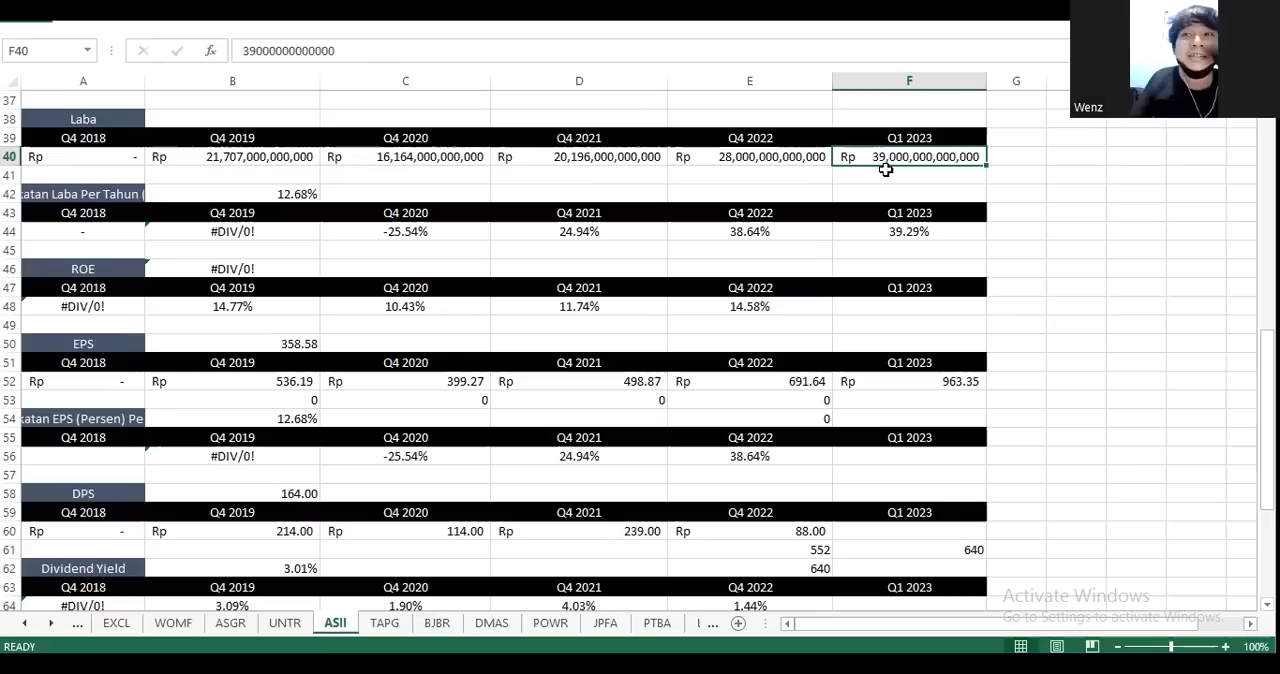 F40 fx 39000000000000
A B C D E F G
37
Wenz
38 Laba
39 Q4 2018 Q4 2019 Q4 2020 Q4 2021 Q4 2022 Q1 2023
40 Rp - Rp 21,707,000,000,000 Rp 16,164,000,000,000 Rp 20,196,000,000,000 Rp 28,000,000,000,000 Rp 39,000,000,000,000
41
42 katan Laba Per Tahun ( 12.68%
43 Q4 2018 Q4 2019 Q4 2020 Q4 2021 Q4 2022 Q1 2023
44 - #DIV/0! -25.54% 24.94% 38.64% 39.29%
45
46 ROE #DIV/0!
47 Q4 2018 Q4 2019 Q4 2020 Q4 2021 Q4 2022 Q1 2023
48 #DIV/0! 14.77% 10.43% 11.74% 14.58%
49
50 EPS 358.58
51 Q4 2018 Q4 2019 Q4 2020 Q4 2021 Q4 2022 Q1 2023
52 Rp - Rp 536.19 Rp 399.27 Rp 498.87 Rp 691.64 Rp 963.35
53 0 0 0 0
54 katan EPS (Persen) Pe 12.68% 0
55 Q4 2018 Q4 2019 Q4 2020 Q4 2021 Q4 2022 Q1 2023
56 #DIV/0! -25.54% 24.94% 38.64%
57
58 DPS 164.00
59 Q4 2018 Q4 2019 Q4 2020 Q4 2021 Q4 2022 Q1 2023
60 Rp - Rp 214.00 Rp 114.00 Rp 239.00 Rp 88.00
61 552 640
62 Dividend Yield 3.01% 640
63 Q4 2018 Q4 2019 Q4 2020 Q4 2021 Q4 2022 Q1 2023
64 #DIV/0! 3.09% 1.90% 4.03% 1.44%
Activate Windows
Go to Settings to activate Windows.
... EXCL WOMF ASGR UNTR ASII TAPG BJBR DMAS POWR JPFA PTBA ...
READY 100%